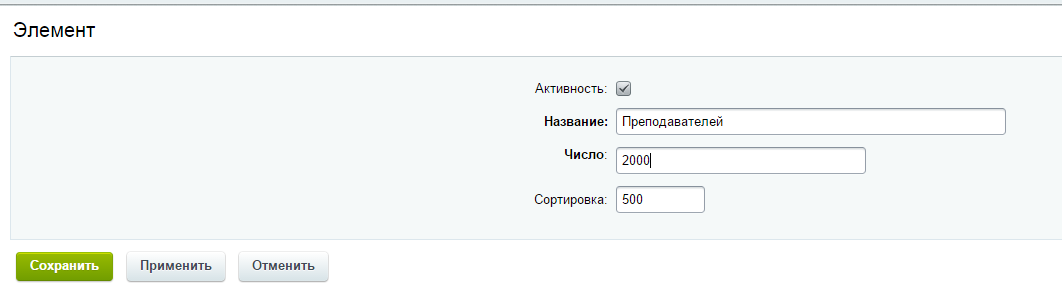 Элемент
Активность:
Название: Преподавателей
Число: 2000
Сортировка: 500
Сохранить Применить Отменить